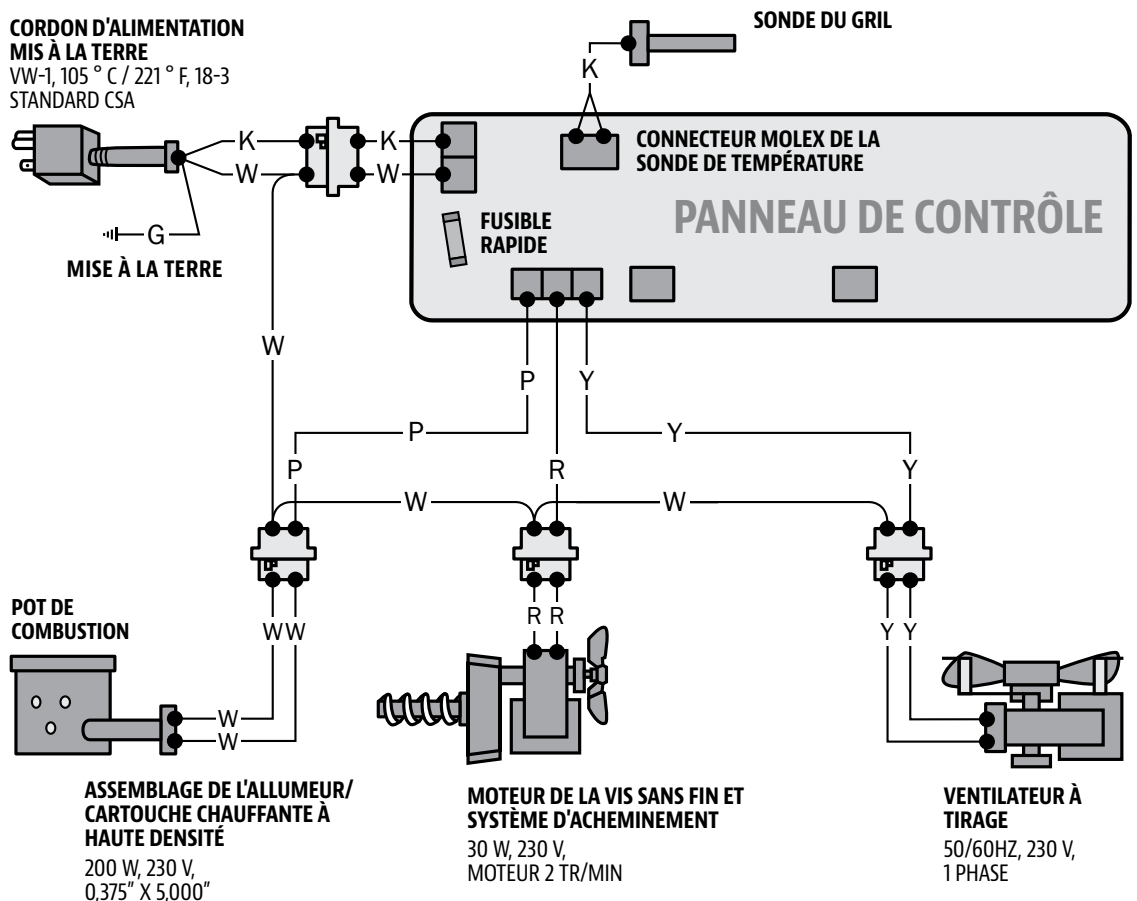 CORDON D'ALIMENTATION
MIS À LA TERRE
VW-1, 105 ° C / 221 ° F, 18-3
STANDARD CSA
SONDE DU GRIL
K
CONNECTEUR MOLEX DE LA
SONDE DE TEMPÉRATURE
K
K
W
W
PANNEAU DE CONTRÔLE
FUSIBLE
RAPIDE
G
MISE À LA TERRE
W
P
Y
P
Y
P
R
Y
W
W
POT DE
COMBUSTION
W
W
R
R
Y
Y
W
W
ASSEMBLAGE DE L'ALLUMEUR/
CARTOUCHE CHAUFFANTE À
HAUTE DENSITÉ
200 W, 230 V,
0,375" X 5,000"
MOTEUR DE LA VIS SANS FIN ET
SYSTÈME D'ACHEMINEMENT
30 W, 230 V,
MOTEUR 2 TR/MIN
VENTILATEUR À
TIRAGE
50/60HZ, 230 V,
1 PHASE